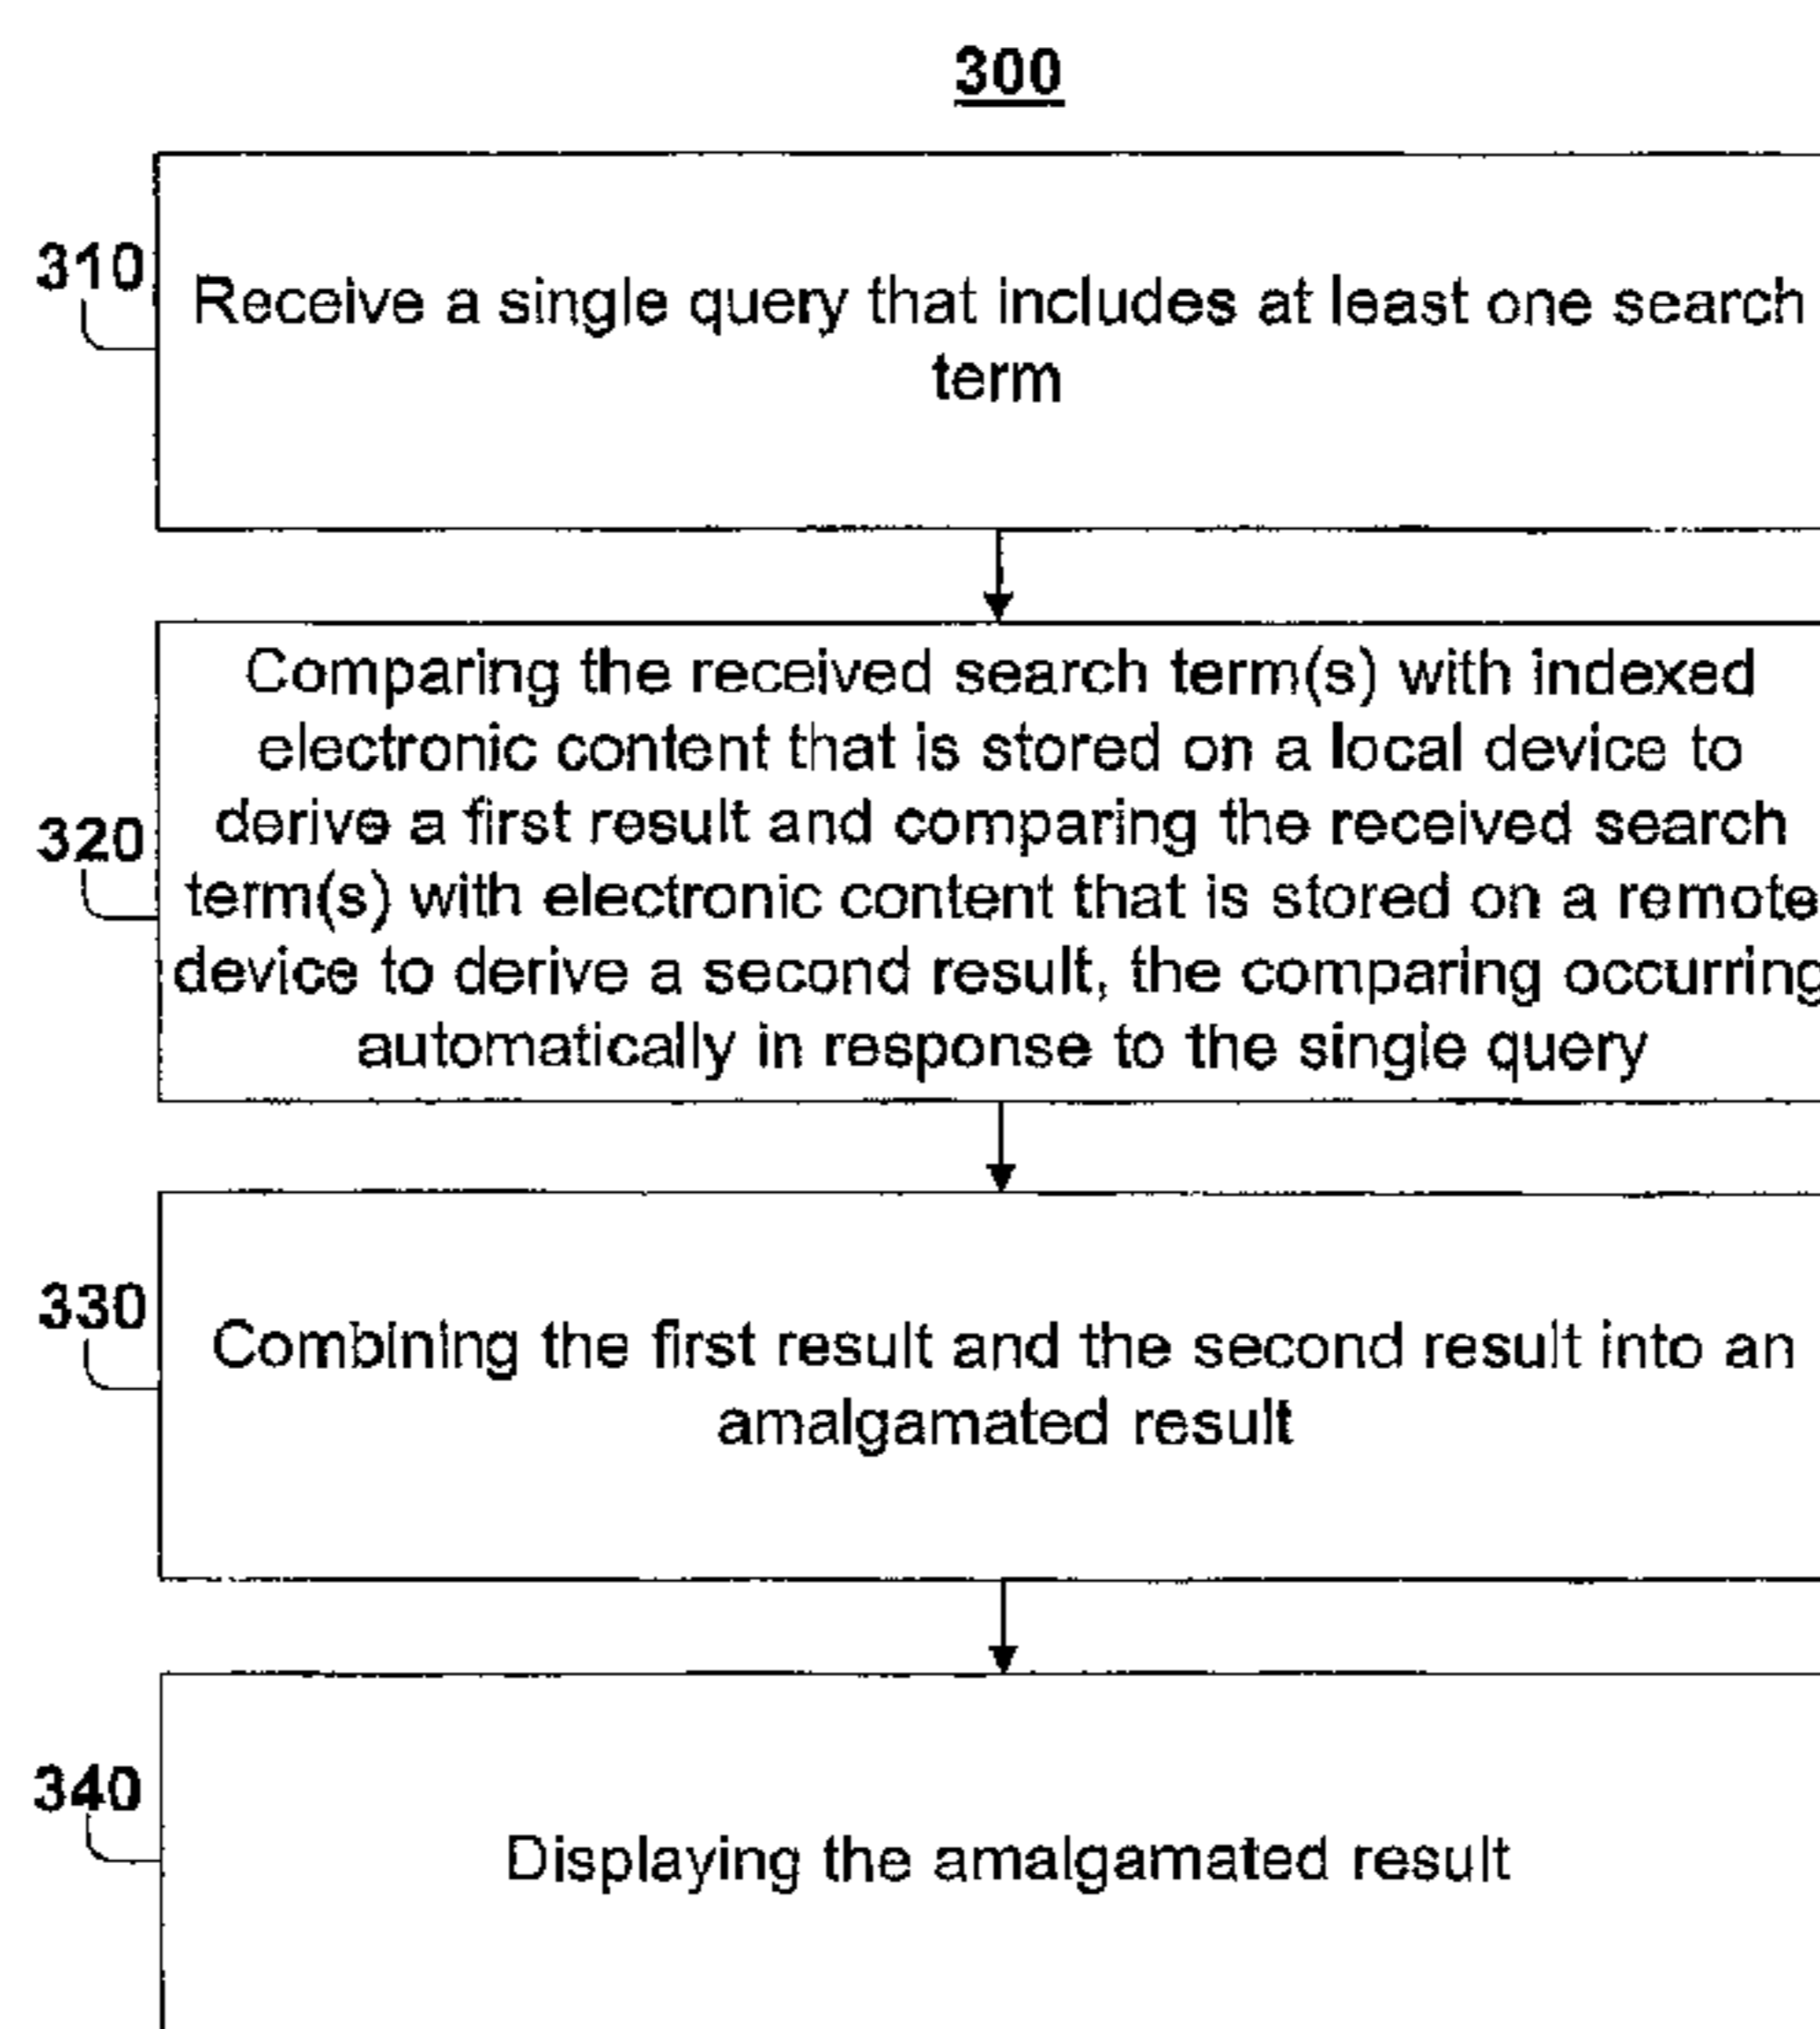 300
310
Receive a single query that includes at least one search
term
320
Comparing the received search term(s) with indexed
electronic content that is stored on a local device to
derive a first result and comparing the received search
term(s) with electronic content that is stored on a remote
device to derive a second result, the comparing occurring
automatically in response to the single query
330
Combining the first result and the second result into an
amalgamated result
340
Displaying the amalgamated result